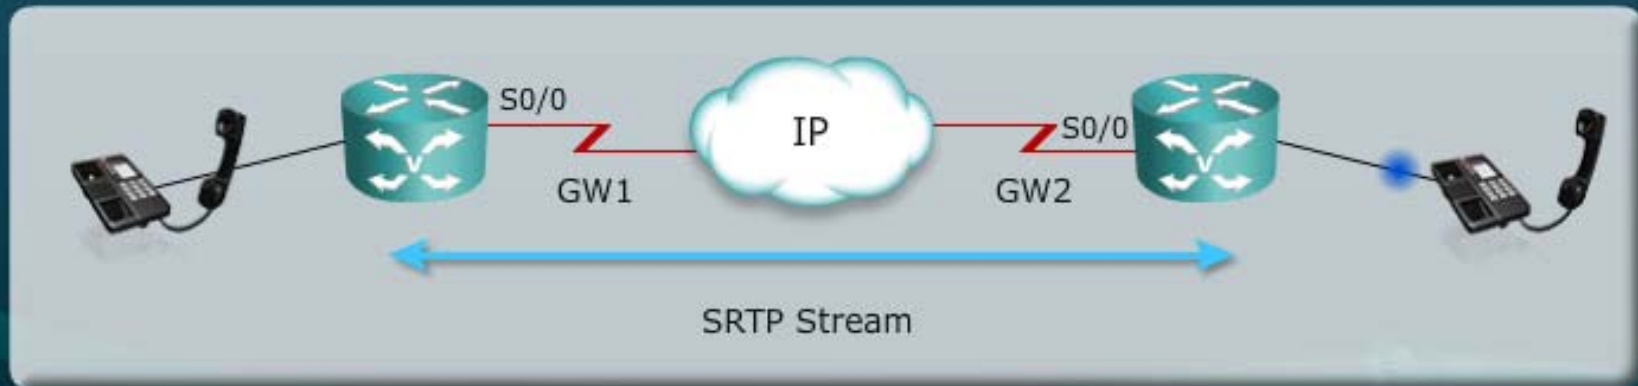 S0/0
IP
S0/0
GW1
GW2
V
V
SRTP Stream